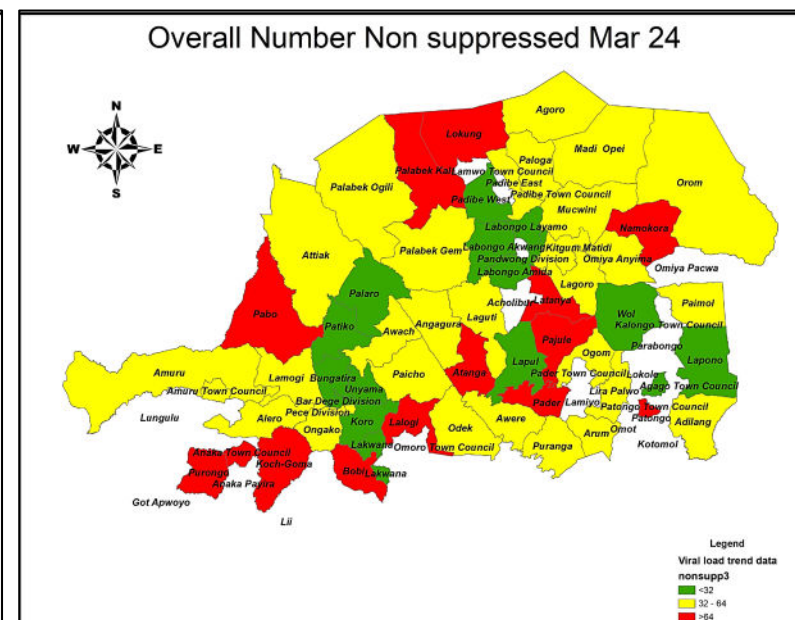 Overall Number Non suppressed Mar 24
N
W E
S
Agoro
Lokung
Madi Opei
Paloga
Palabek Kal
Lamwo Town Council
Padibe East
Orom
Palabek Ogili
Padibe West
Padibe Town Council
Mucwini
Namokora
Labongo Layamo
Attiak
Palabek Gem
Labongo Akwang
Kitgum Matidi
Pandwong Division
Omiya Anyima
Omiya Pacwa
Labongo Amida
Lagoro
Palaro
Acholibur
Latanya
Paimol
Pabo
Wol
Laguti
Patiko
Angagura
Kalongo Town Council
Awach
Pajule
Parabongo
Ogom
Lapul
Lapono
Amuru
Lamogi
Bungatira
Paicho
Atanga
Pader Town Council
Lokole
Amuru Town Council
Unyama
Agago Town Council
Lira Palwo
Bar Dege Division
Pader
Lamiyo
Patongo Town Council
Pece Division
Lungulu
Alero
Koro
Lalogi
Awere
Patongo
Ongako
Odek
Omot
Adilang
Arum
Lakwana
Omoro Town Council
Puranga
Kotomol
Anaka Town Council
Koch-Goma
Purongo
Bobi
Lakwana
Anaka Payira
Got Apwoyo
Lii
Legend
Viral load trend data
nonsupp3
<32
32 - 64
>64